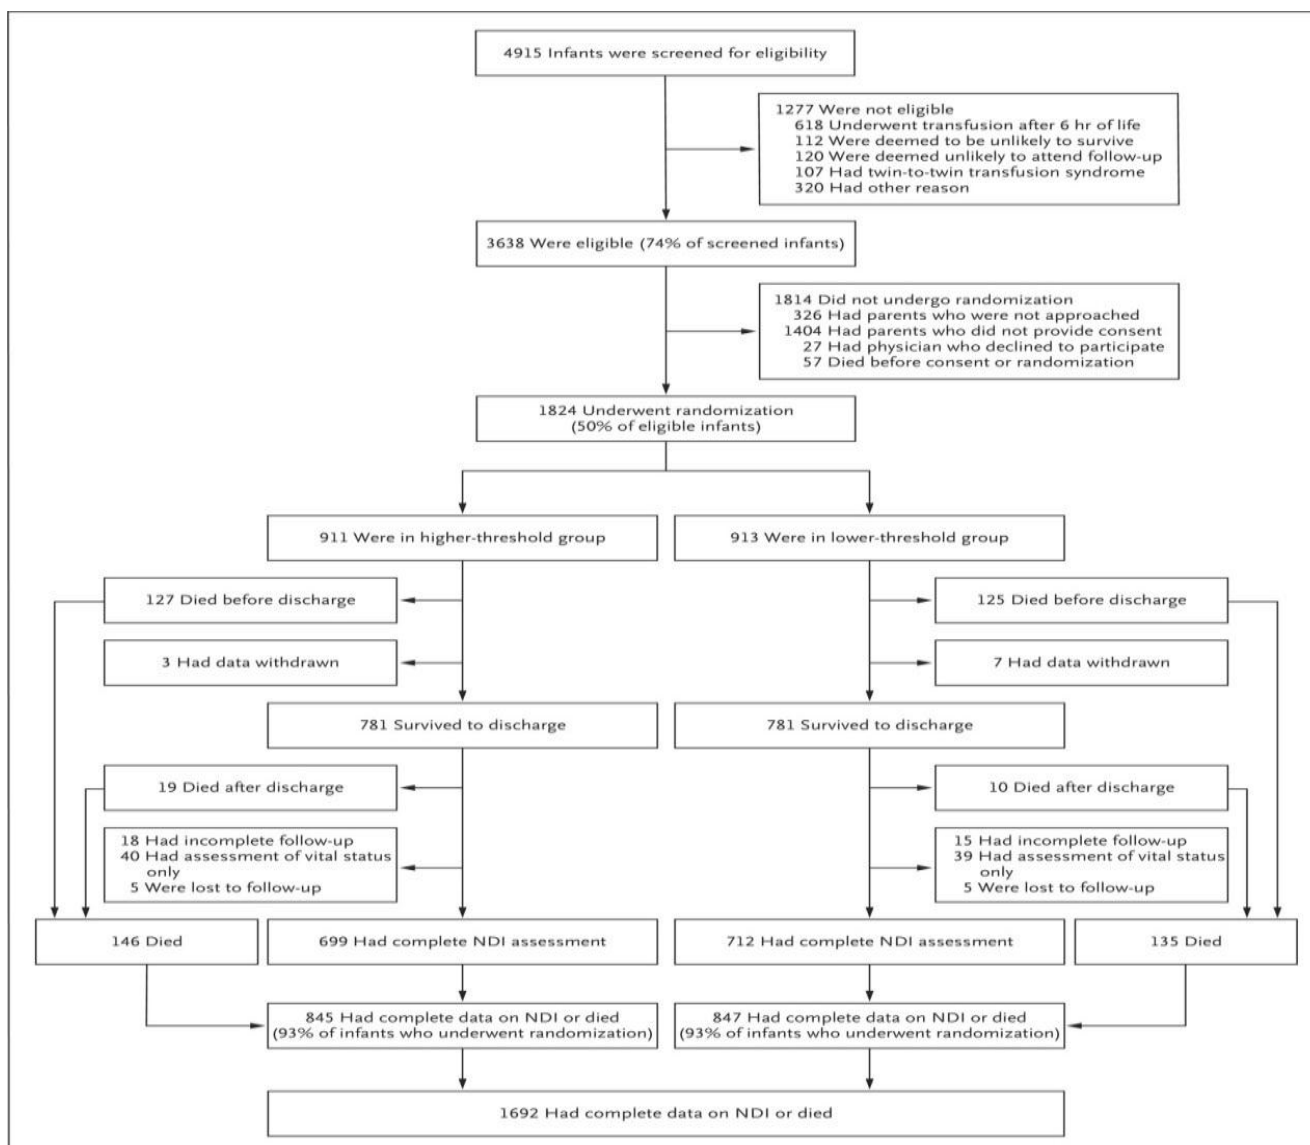 4915 Infants were screened for eligibility
1277 Were not eligible
618 Underwent transfusion after 6 hr of life
112 Were deemed to be unlikely to survive
120 Were deemed unlikely to attend follow-up
107 Had twin-to-twin transfusion syndrome
320 Had other reason
3638 Were eligible (74% of screened infants)
1814 Did not undergo randomization
326 Had parents who were not approached
1404 Had parents who did not provide consent
27 Had physician who declined to participate
57 Died before consent or randomization
1824 Underwent randomization
(50% of eligible infants)
911 Were in higher-threshold group
913 Were in lower-threshold group
127 Died before discharge
125 Died before discharge
3 Had data withdrawn
7 Had data withdrawn
781 Survived to discharge
781 Survived to discharge
19 Died after discharge
10 Died after discharge
18 Had incomplete follow-up
40 Had assessment of vital status
only
5 Were lost to follow-up
15 Had incomplete follow-up
39 Had assessment of vital status
only
5 Were lost to follow-up
146 Died
699 Had complete NDI assessment
712 Had complete NDI assessment
135 Died
845 Had complete data on NDI or died
(93% of infants who underwent randomization)
847 Had complete data on NDI or died
(93% of infants who underwent randomization)
1692 Had complete data on NDI or died